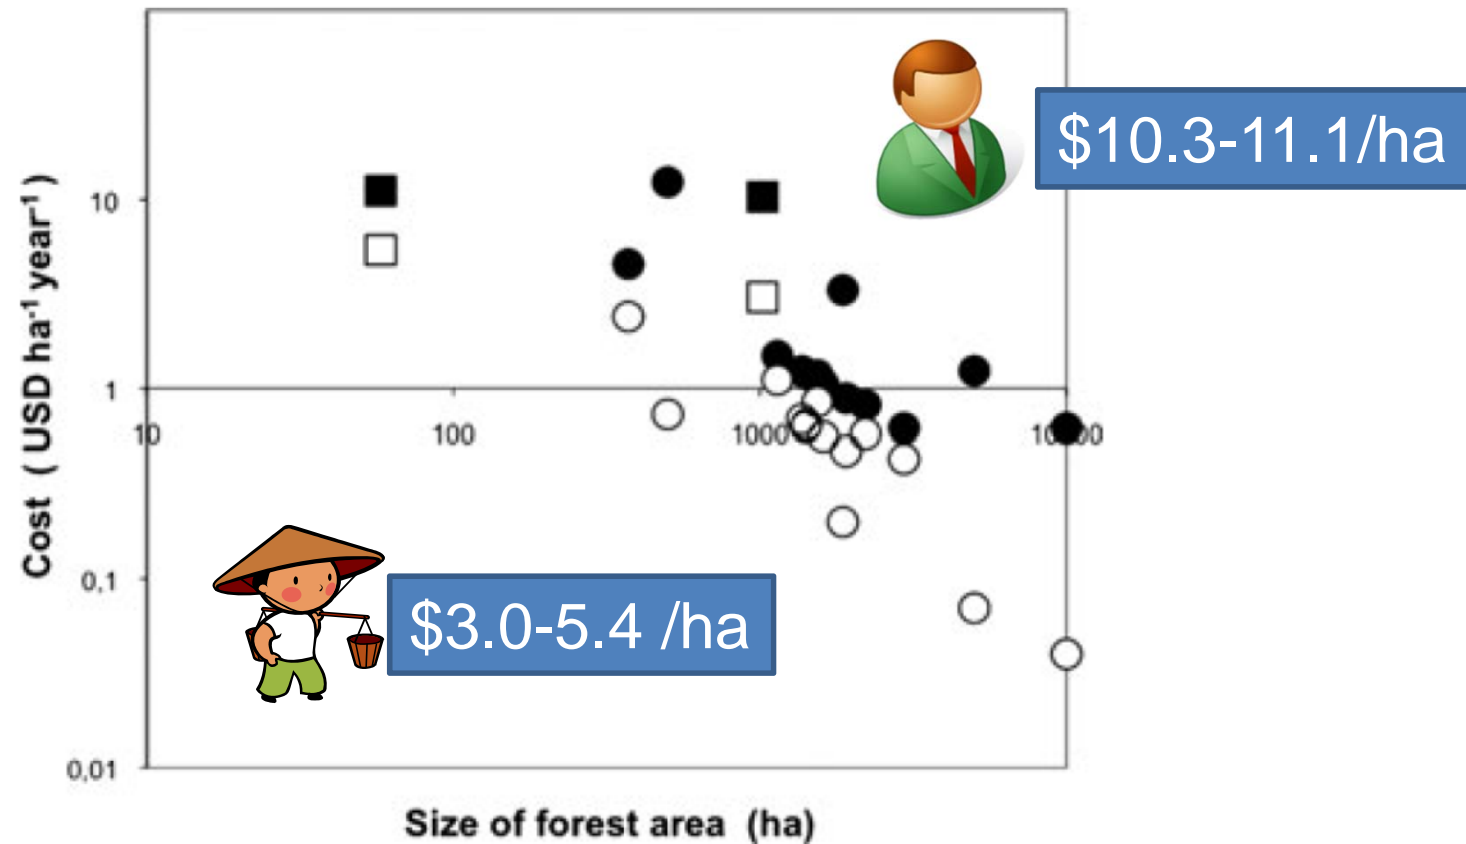 $10.3-11.1/ha
10
1
10
100
1000
0,1
$3.0-5.4 /ha
0,01
Cost ( USD ha-1 year-1 )
Size of forest area (ha)